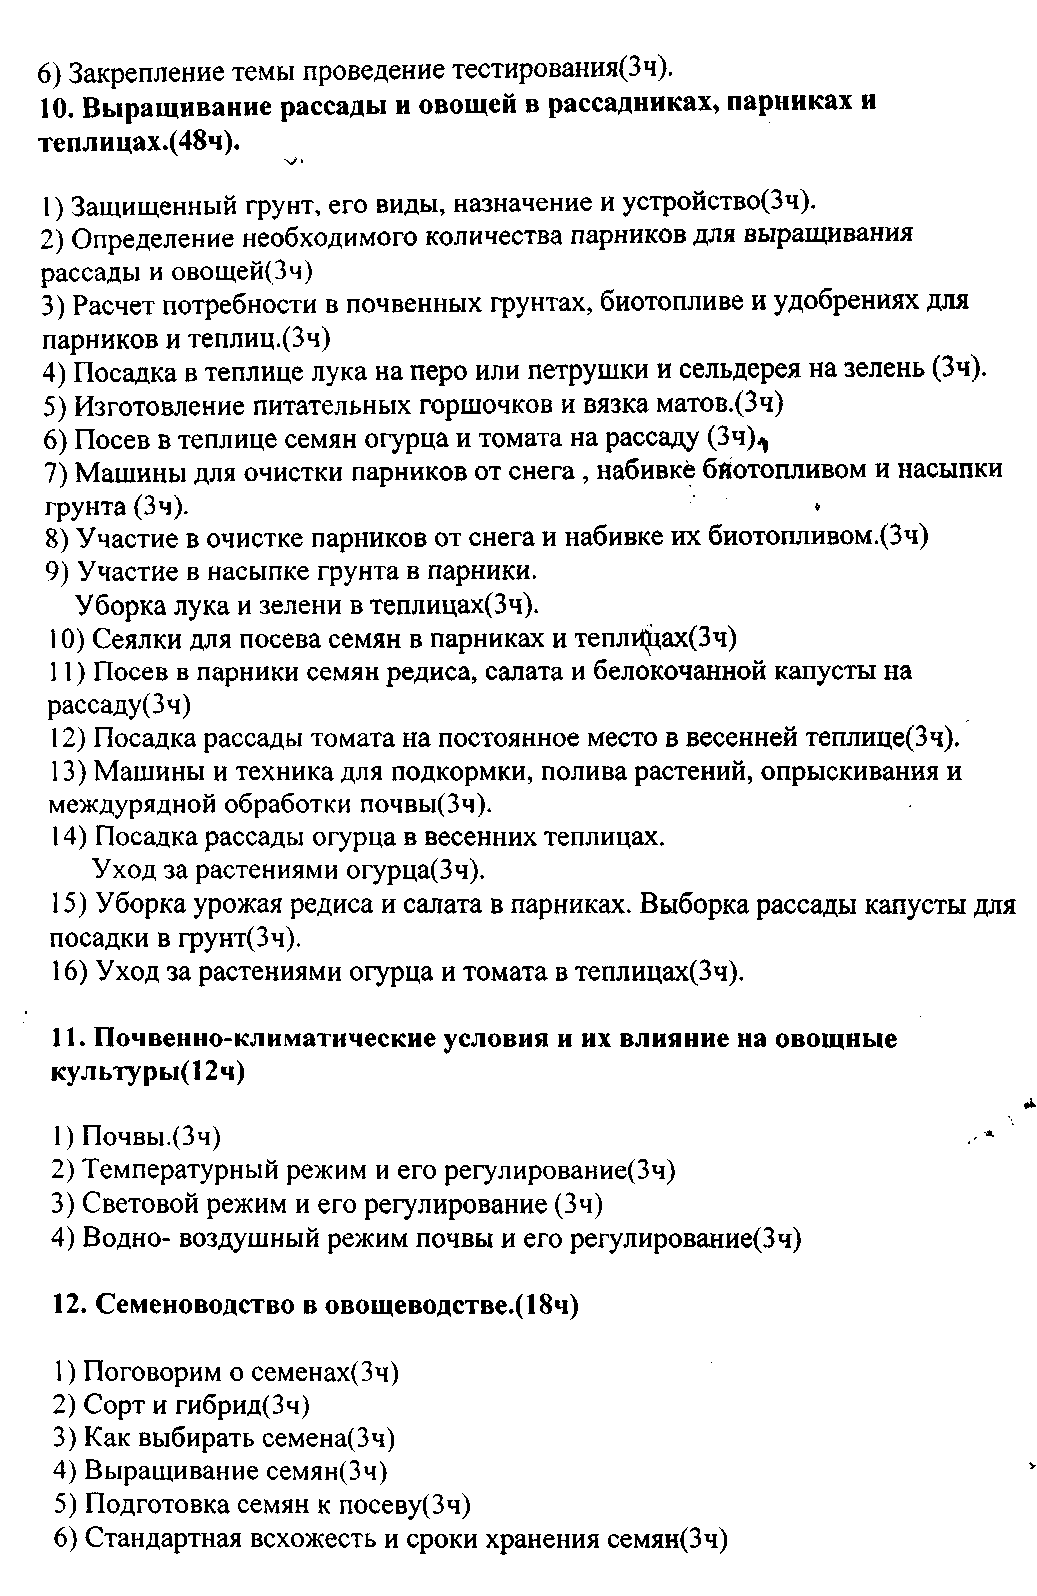 6) Закрепление темы проведение тестирования(3ч).
10. Выращивание рассады и овощей в рассадниках, парниках и
теплицах.(48ч).
1) Защищенный грунт, его виды, назначение и устройство(3ч).
2) Определение необходимого количества парников для выращивания
рассады и овощей(3ч)
3) Расчет потребности в почвенных грунтах, биотопливе и удобрениях для
парников и теплиц.(3ч)
4) Посадка в теплице лука на перо или петрушки и сельдерея на зелень (3ч).
5) Изготовление питательных горшочков и вязка матов.(3ч)
6) Посев в теплице семян огурца и томата на рассаду (3ч).
7) Машины для очистки парников от снега , набивке биотопливом и насыпки
грунта (3ч).
8) Участие в очистке парников от снега и набивке их биотопливом.(3ч)
9) Участие в насыпке грунта в парники.
Уборка лука и зелени в теплицах(3ч).
10) Сеялки для посева семян в парниках и теплицах(3ч)
11) Посев в парники семян редиса, салата и белокочанной капусты на
рассаду(3ч)
12) Посадка рассады томата на постоянное место в весенней теплице(3ч).
13) Машины и техника для подкормки, полива растений, опрыскивания и
междурядной обработки почвы(3ч).
14) Посадка рассады огурца в весенних теплицах.
Уход за растениями огурца(3ч).
15) Уборка урожая редиса и салата в парниках. Выборка рассады капусты для
посадки в грунт(3ч).
16) Уход за растениями огурца и томата в теплицах(3ч).
11. Почвенно-климатические условия и их влияние на овощные
культуры(12ч)
1) Почвы.(3ч)
2) Температурный режим и его регулирование(3ч)
3) Световой режим и его регулирование (3ч)
4) Водно- воздушный режим почвы и его регулирование(3ч)
12. Семеноводство в овощеводстве.(18ч)
1) Поговорим о семенах(3ч)
2) Сорт и гибрид(3ч)
3) Как выбирать семена(3ч)
4) Выращивание семян(3ч)
5) Подготовка семян к посеву(3ч)
6) Стандартная всхожесть и сроки хранения семян(3ч)